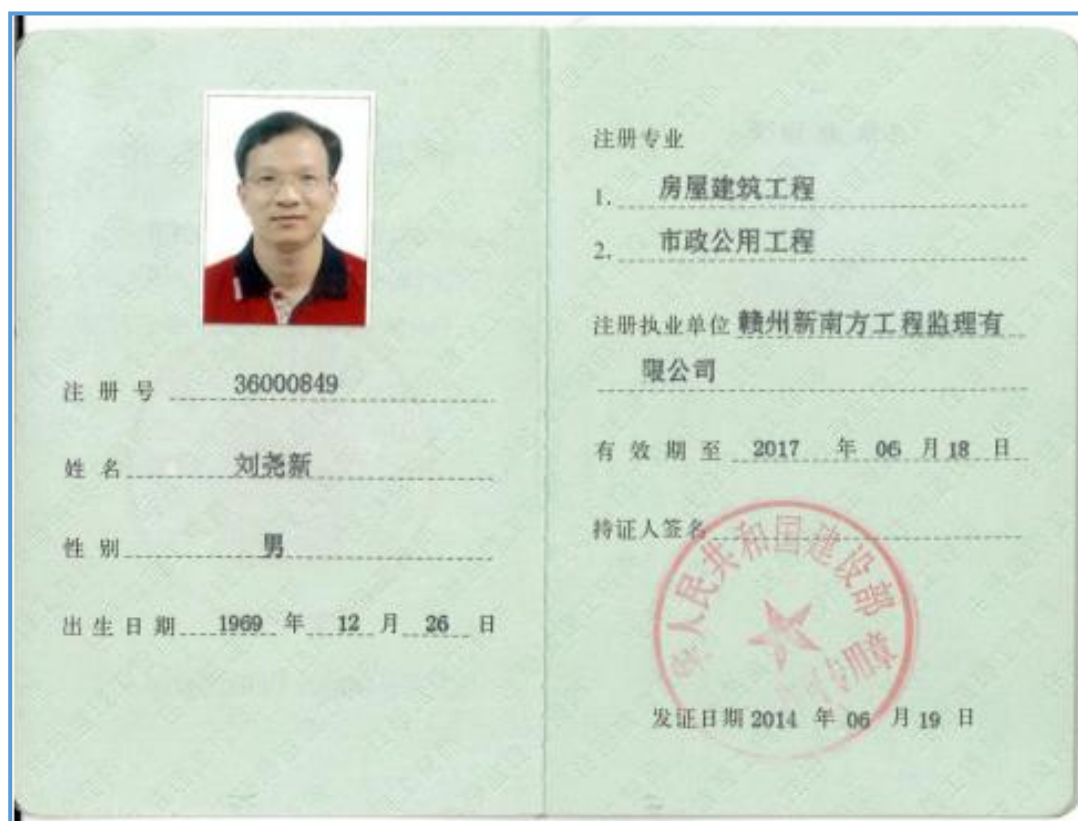 注册号 36000849
姓名 刘尧新
性别 男
出生日期 1969 年 12 月 26 日
注册专业
1. 房屋建筑工程
2. 市政公用工程
注册执业单位 赣州新南方工程监理有
限公司
有效期至 2017 年 06 月 18 日
持证人签名
人民共和国建设部
专用章
发证日期 2014 年 06 月 19 日